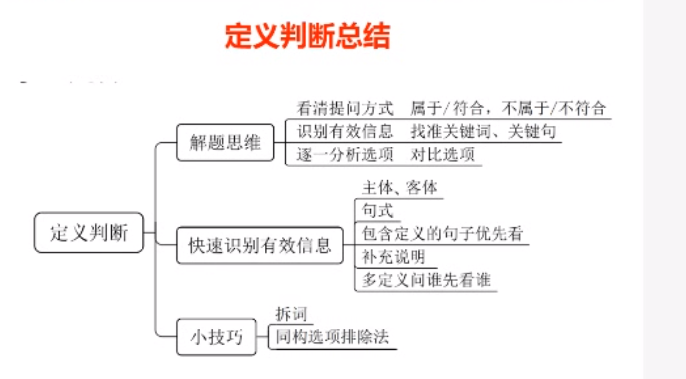 定义判断总结
看清提问方式 属于/符合，不属于/不符合
解题思维
识别有效信息 找准关键词、关键句
逐一分析选项 对比选项
主体、客体
句式
定义判断
快速识别有效信息
包含定义的句子优先看
补充说明
多定义问谁先看谁
拆词
小技巧
同构选项排除法